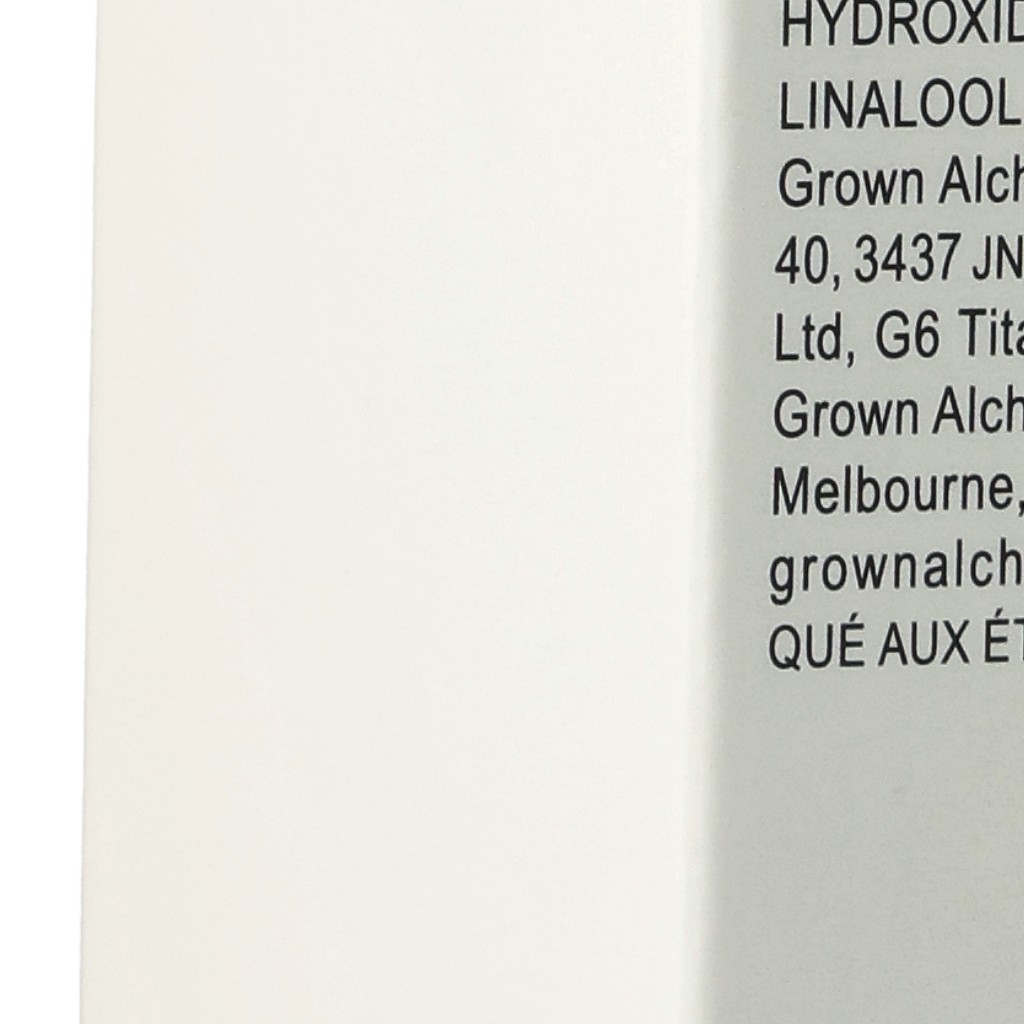 HYDROXID
LINALOOL
Grown Alch
40, 3437 JN
Ltd, G6 Tita
Grown Alch
Melbourne,
grownalch
QUÉ AUX ÉT